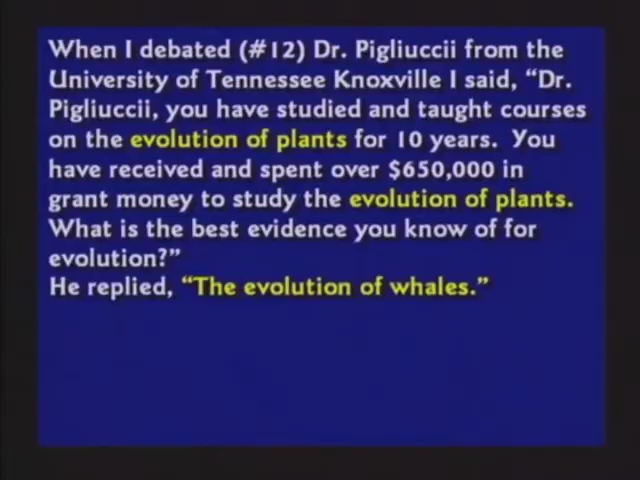 When I debated (#12) Dr. Pigliuccii from the
University of Tennessee Knoxville I said, “Dr.
Pigliuccii, you have studied and taught courses
on the evolution of plants for 10 years. You
have received and spent over $650,000 in
grant money to study the evolution of plants.
What is the best evidence you know of for
evolution?”
He replied, “The evolution of whales.”